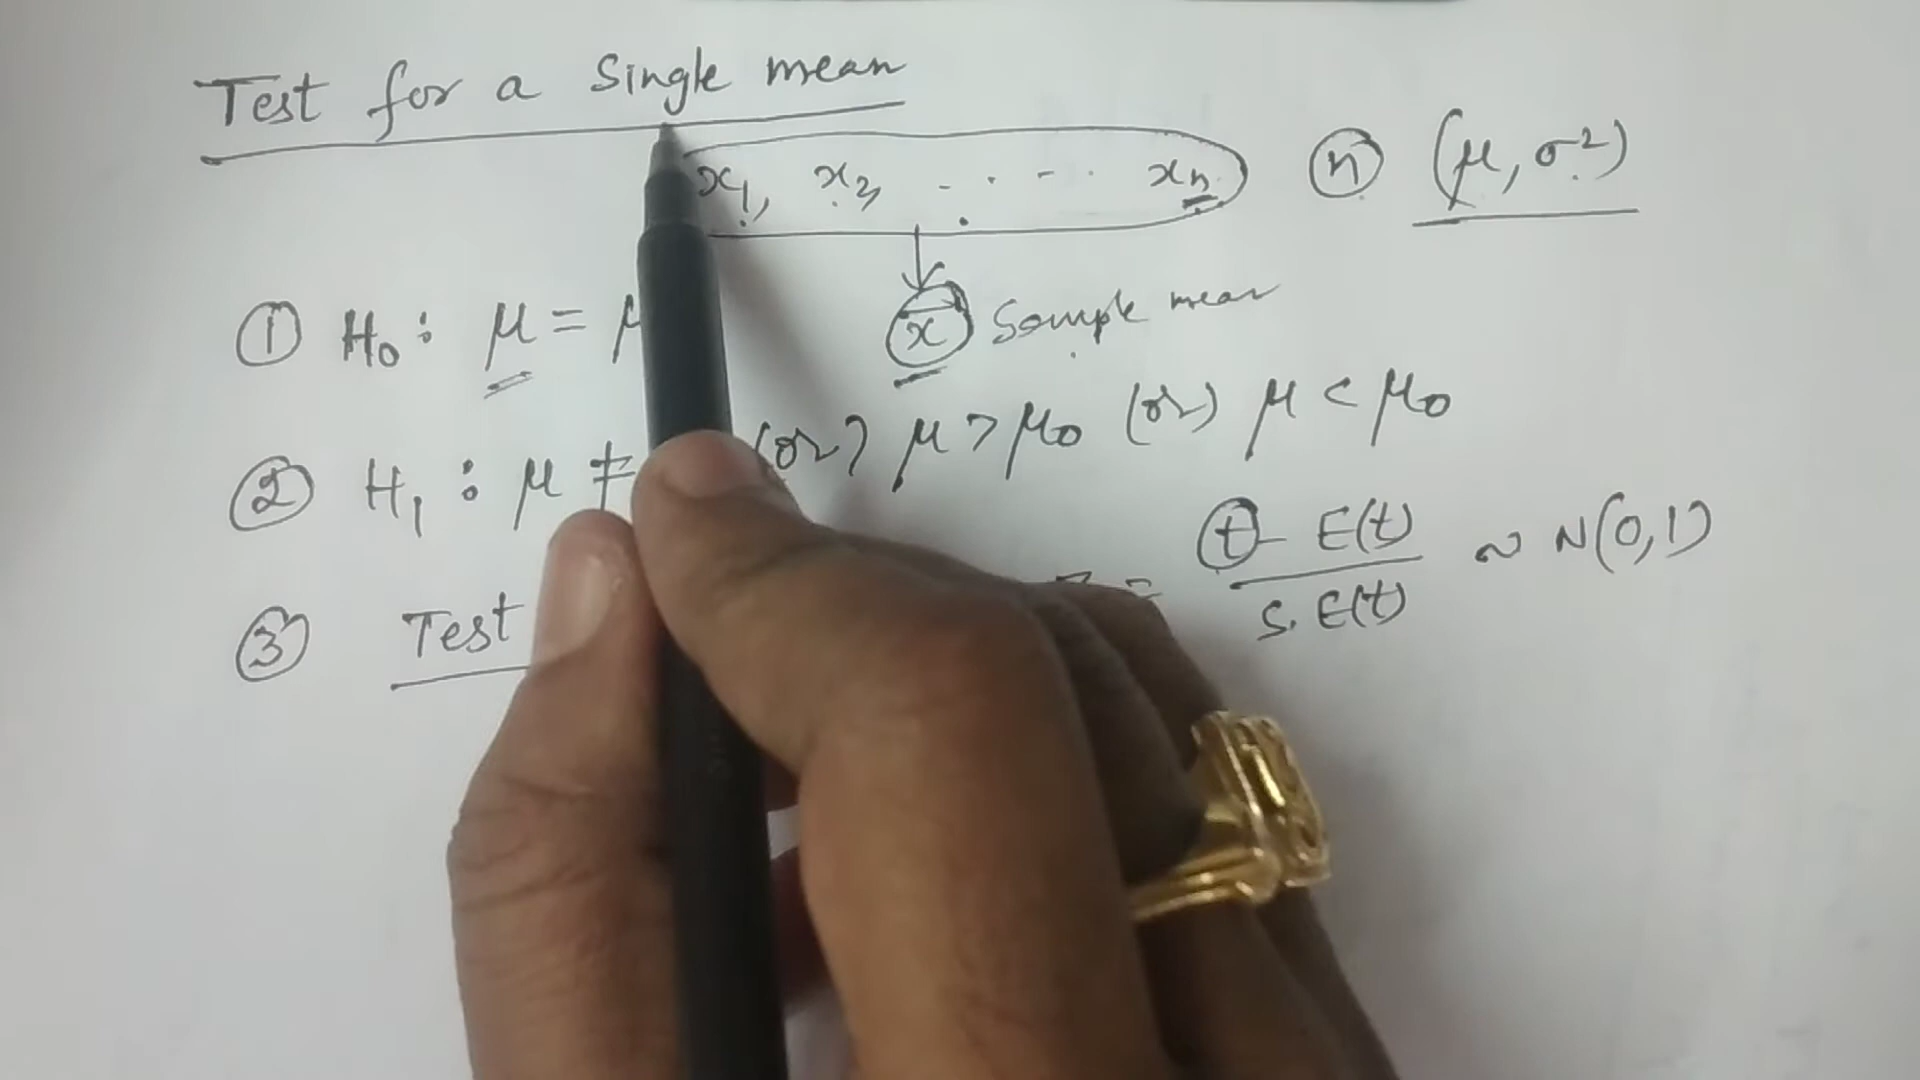 Test for a Single mean
x₁, x₂, . . - . xₙ ⓝ (μ, σ²)
① H₀ : μ = μ x̄ Sample mean
② H₁ : μ ≠ (or) μ > μ₀ (or) μ < μ₀
③ Test = t - E(t) / S.E(t) ~ N(0,1)